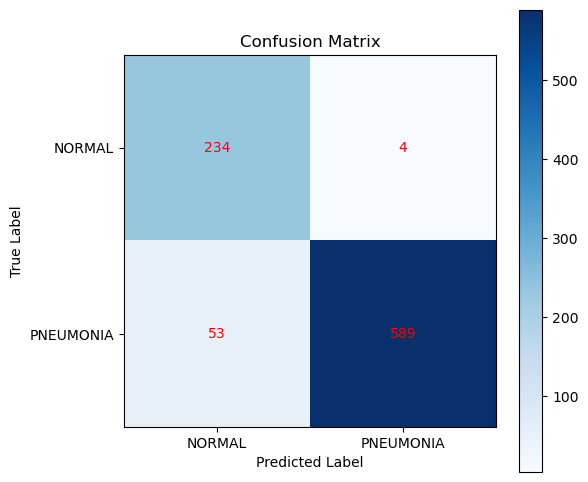 Confusion Matrix
True Label
NORMAL
PNEUMONIA
234
4
53
589
NORMAL
PNEUMONIA
Predicted Label
500
400
300
200
100